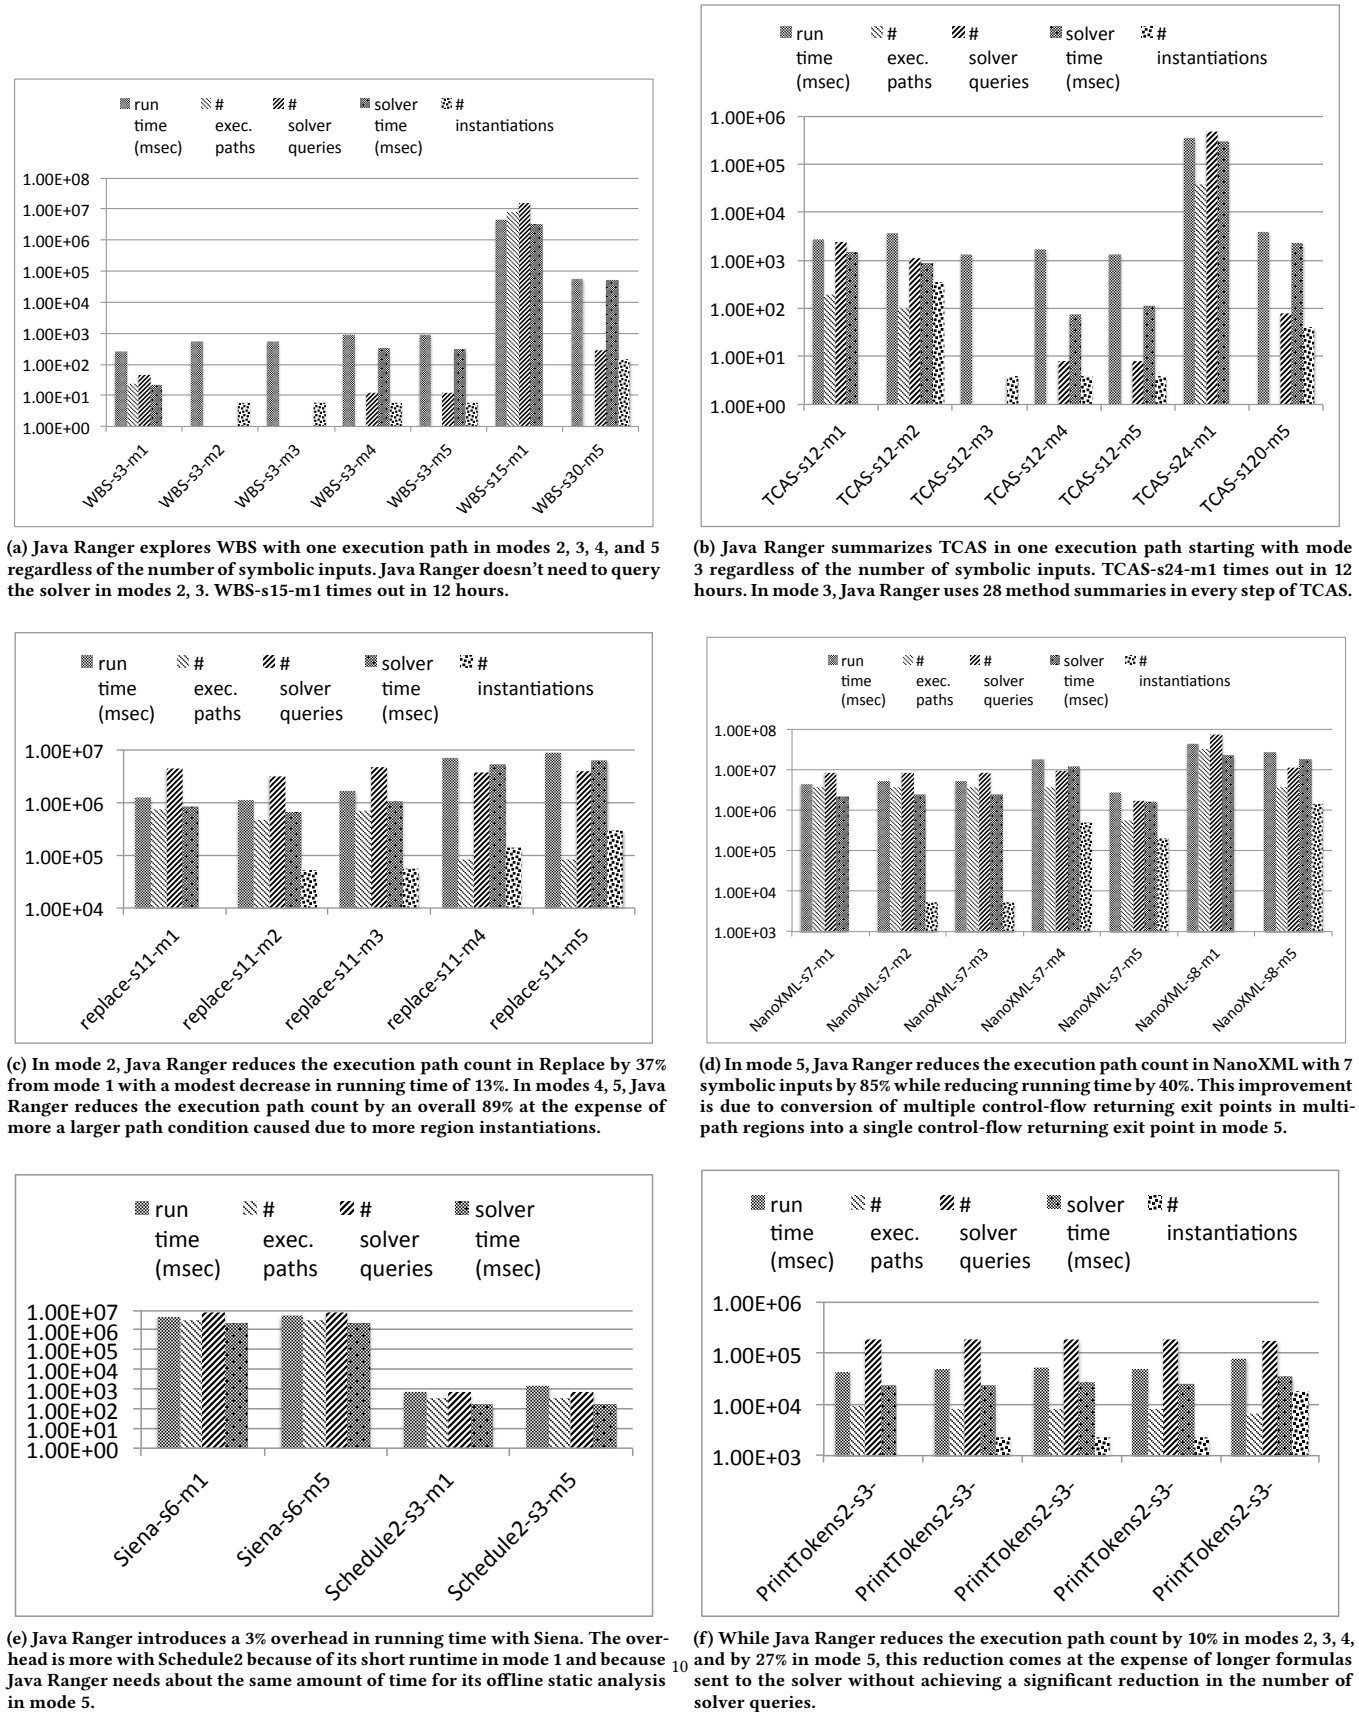 run
time
(msec)
#
exec.
paths
#
solver
queries
solver
time
(msec)
#
instantiations
1.00E+08
1.00E+07
1.00E+06
1.00E+05
1.00E+04
1.00E+03
1.00E+02
1.00E+01
1.00E+00
WBS-s3-m1
WBS-s3-m2
WBS-s3-m3
WBS-s3-m4
WBS-s3-m5
WBS-s15-m1
WBS-s30-m5
(a) Java Ranger explores WBS with one execution path in modes 2, 3, 4, and 5
regardless of the number of symbolic inputs. Java Ranger doesn't need to query
the solver in modes 2, 3. WBS-s15-m1 times out in 12 hours.
run
time
(msec)
#
exec.
paths
#
solver
queries
solver
time
(msec)
#
instantiations
1.00E+06
1.00E+05
1.00E+04
1.00E+03
1.00E+02
1.00E+01
1.00E+00
TCAS-s12-m1
TCAS-s12-m2
TCAS-s12-m3
TCAS-s12-m4
TCAS-s12-m5
TCAS-s24-m1
TCAS-s120-m5
(b) Java Ranger summarizes TCAS in one execution path starting with mode
3 regardless of the number of symbolic inputs. TCAS-s24-m1 times out in 12
hours. In mode 3, Java Ranger uses 28 method summaries in every step of TCAS.
run
time
(msec)
#
exec.
paths
#
solver
queries
solver
time
(msec)
#
instantiations
1.00E+07
1.00E+06
1.00E+05
1.00E+04
replace-s11-m1
replace-s11-m2
replace-s11-m3
replace-s11-m4
replace-s11-m5
(c) In mode 2, Java Ranger reduces the execution path count in Replace by 37%
from mode 1 with a modest decrease in running time of 13%. In modes 4, 5, Java
Ranger reduces the execution path count by an overall 89% at the expense of
more a larger path condition caused due to more region instantiations.
run
time
(msec)
#
exec.
paths
#
solver
queries
solver
time
(msec)
#
instantiations
1.00E+08
1.00E+07
1.00E+06
1.00E+05
1.00E+04
1.00E+03
NanoXML-s7-m1
NanoXML-s7-m2
NanoXML-s7-m3
NanoXML-s7-m4
NanoXML-s7-m5
NanoXML-s8-m1
NanoXML-s8-m5
(d) In mode 5, Java Ranger reduces the execution path count in NanoXML with 7
symbolic inputs by 85% while reducing running time by 40%. This improvement
is due to conversion of multiple control-flow returning exit points in multi-
path regions into a single control-flow returning exit point in mode 5.
run
time
(msec)
#
exec.
paths
#
solver
queries
solver
time
(msec)
1.00E+07
1.00E+06
1.00E+05
1.00E+04
1.00E+03
1.00E+02
1.00E+01
1.00E+00
Siena-s6-m1
Siena-s6-m5
Schedule2-s3-m1
Schedule2-s3-m5
(e) Java Ranger introduces a 3% overhead in running time with Siena. The over-
head is more with Schedule2 because of its short runtime in mode 1 and because
Java Ranger needs about the same amount of time for its offline static analysis
in mode 5.
run
time
(msec)
#
exec.
paths
#
solver
queries
solver
time
(msec)
#
instantiations
1.00E+06
1.00E+05
1.00E+04
1.00E+03
PrintTokens2-s3-
PrintTokens2-s3-
PrintTokens2-s3-
PrintTokens2-s3-
PrintTokens2-s3-
(f) While Java Ranger reduces the execution path count by 10% in modes 2, 3, 4,
and by 27% in mode 5, this reduction comes at the expense of longer formulas
sent to the solver without achieving a significant reduction in the number of
solver queries.
10